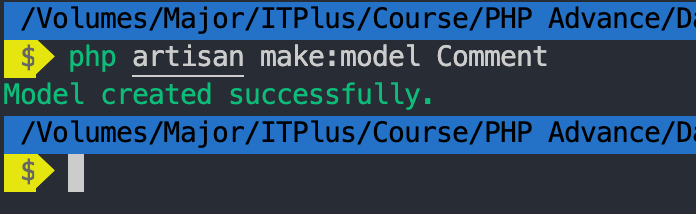 /Volumes/Major/ITPlus/Course/PHP Advance/Da
$ php artisan make:model Comment
Model created successfully.
/Volumes/Major/ITPlus/Course/PHP Advance/Da
$